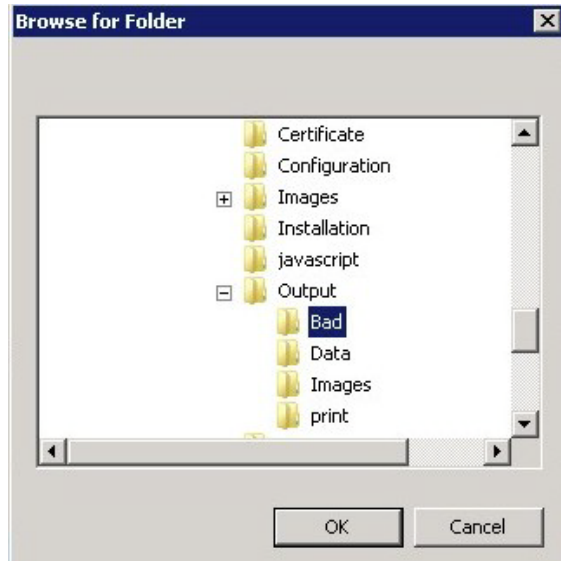 Browse for Folder
Certificate
Configuration
Images
Installation
javascript
Output
Bad
Data
Images
print
OK
Cancel